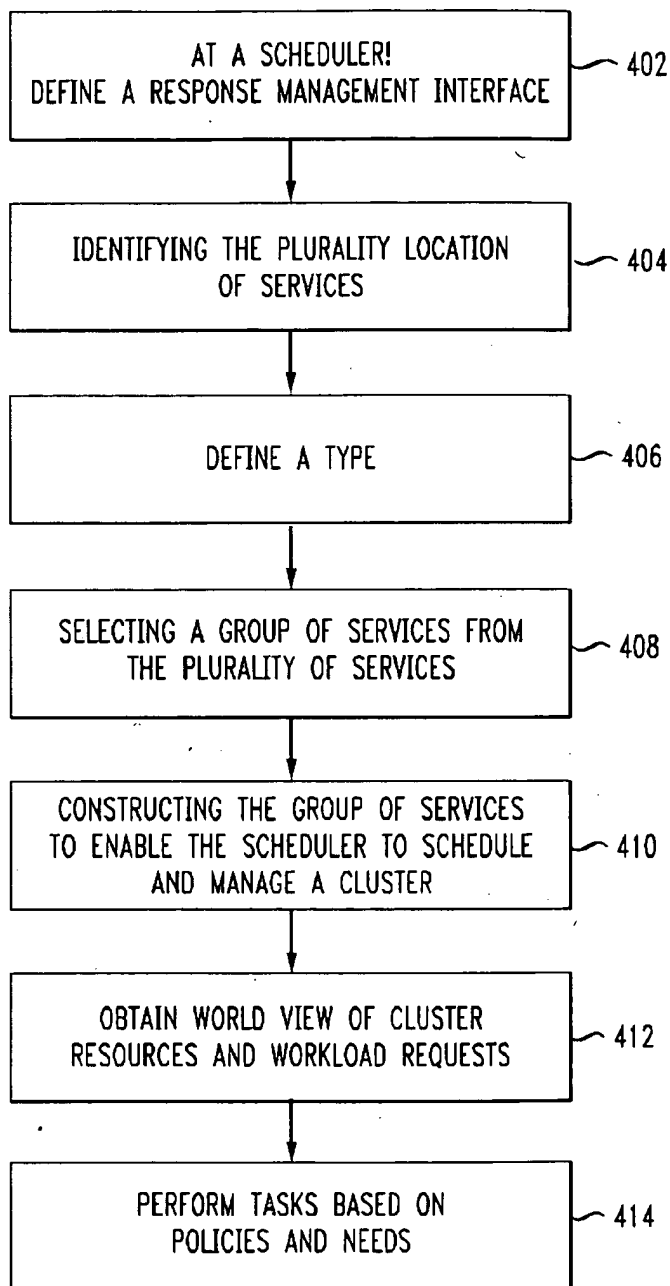 AT A SCHEDULER!
DEFINE A RESPONSE MANAGEMENT INTERFACE
402
IDENTIFYING THE PLURALITY LOCATION
OF SERVICES
404
DEFINE A TYPE
406
SELECTING A GROUP OF SERVICES FROM
THE PLURALITY OF SERVICES
408
CONSTRUCTING THE GROUP OF SERVICES
TO ENABLE THE SCHEDULER TO SCHEDULE
AND MANAGE A CLUSTER
410
OBTAIN WORLD VIEW OF CLUSTER
RESOURCES AND WORKLOAD REQUESTS
412
PERFORM TASKS BASED ON
POLICIES AND NEEDS
414